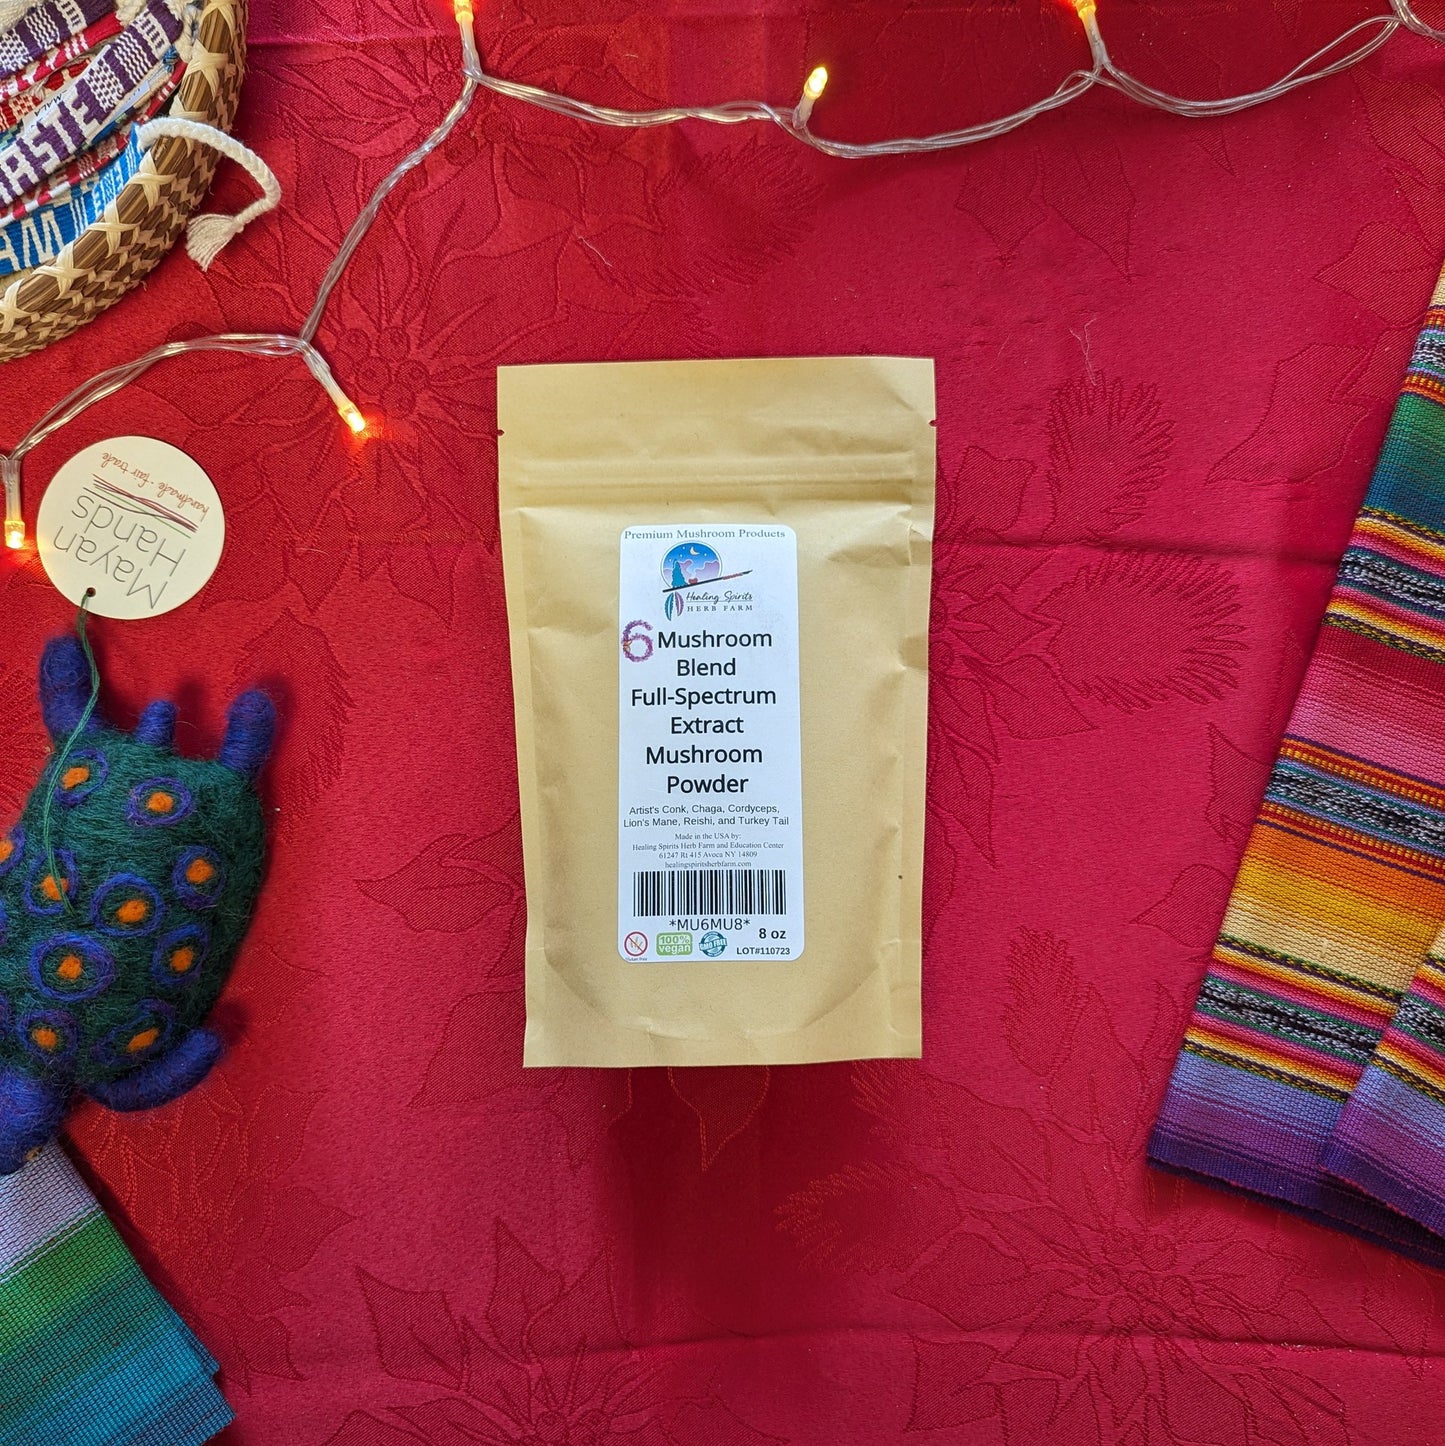 MALA
Mayan
Hands
handmade · fair trade
Premium Mushroom Products
Healing Spirits
HERB FARM
6 Mushroom
Blend
Full-Spectrum
Extract
Mushroom
Powder
Artist's Conk, Chaga, Cordyceps,
Lion's Mane, Reishi, and Turkey Tail
Made in the USA by:
Healing Spirits Herb Farm and Education Center
61247 Rt 415 Avoca NY 14809
healingspiritsherbfarm.com
*MU6MU8*
8 oz
100%
vegan
GMO FREE
LOT#110723